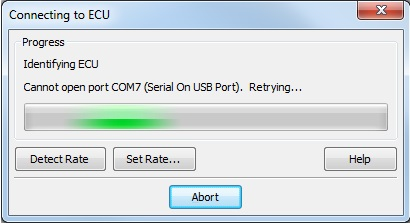 Connecting to ECU
Progress
Identifying ECU
Cannot open port COM7 (Serial On USB Port). Retrying...
Detect Rate Set Rate... Help
Abort